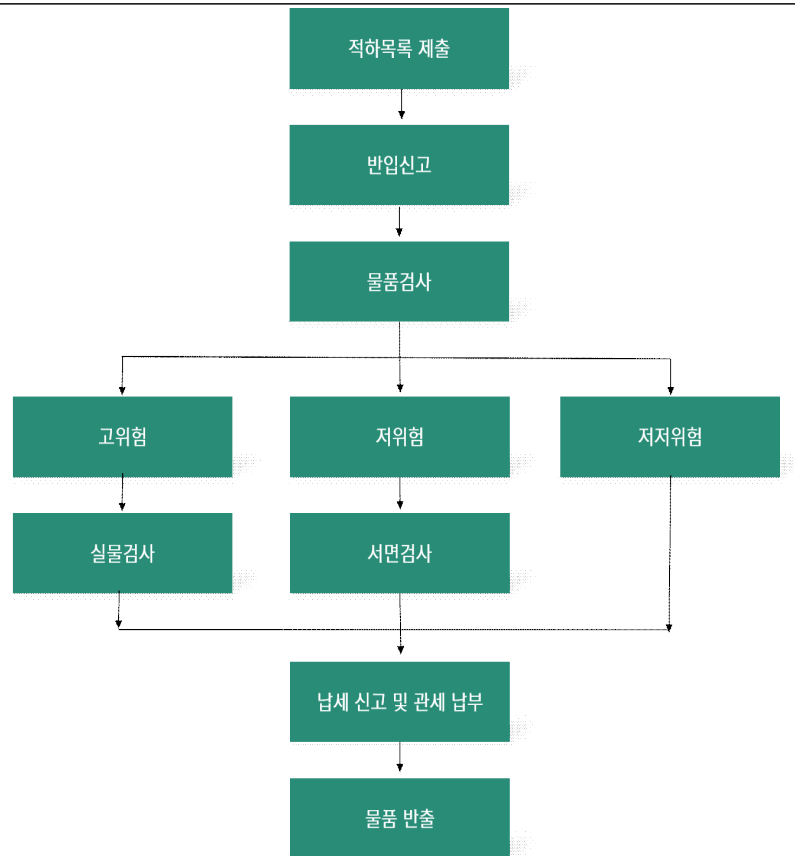 적하목록 제출
반입신고
물품검사
고위험
저위험
저저위험
실물검사
서면검사
납세 신고 및 관세 납부
물품 반출